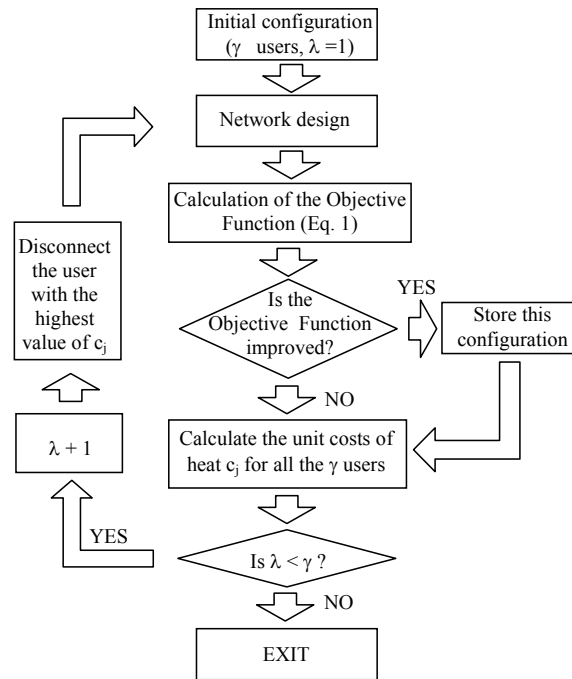 Initial configuration
(γ users, λ =1)
Network design
Calculation of the Objective
Function (Eq. 1)
Is the
Objective Function
improved?
YES
Store this
configuration
NO
Calculate the unit costs of
heat cj for all the γ users
Is λ < γ ?
YES
λ + 1
Disconnect
the user
with the
highest
value of cj
NO
EXIT